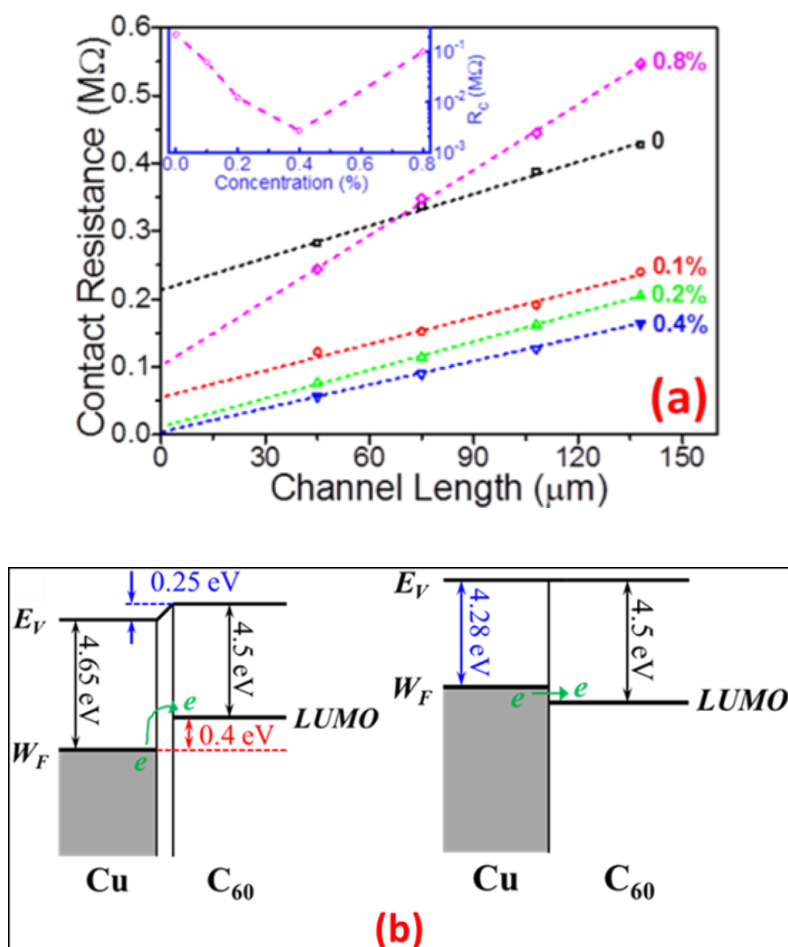 0.6
0.5
0.4
0.3
0.2
0.1
0.0
Contact Resistance (MΩ)
0 30 60 90 120 150
Channel Length (μm)
10⁻¹
10⁻²
10⁻³
R_C (MΩ)
0.0 0.2 0.4 0.6 0.8
Concentration (%)
0.8%
0
0.1%
0.2%
0.4%
(a)
0.25 eV
E_V
4.65 eV
4.5 eV
e
LUMO
W_F
e
0.4 eV
Cu C₆₀
E_V
4.28 eV
4.5 eV
W_F
e e
LUMO
Cu C₆₀
(b)